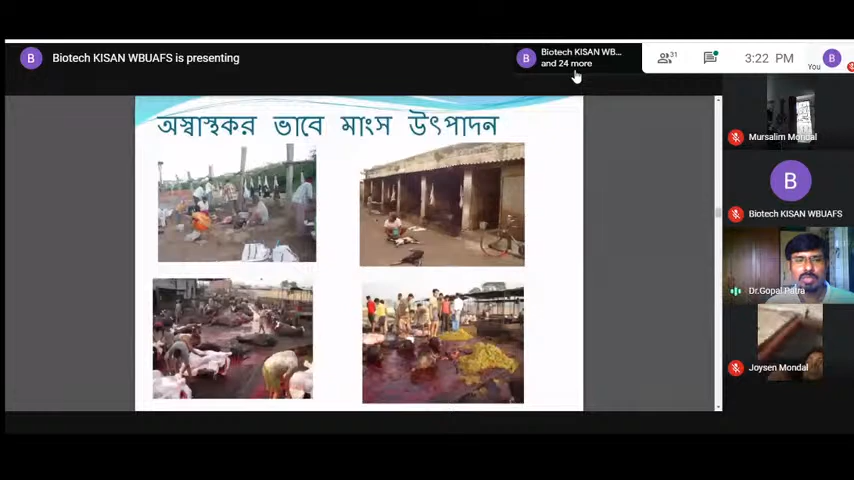 Biotech KISAN WBUAFS is presenting
Biotech KISAN WB...
and 24 more
31
3:22 PM
You
অস্বাস্থকর ভাবে মাংস উৎপাদন
Mursalim Mondal
Biotech KISAN WBUAFS
Dr.Gopal Patra
Joysen Mondal
B
B
B
B